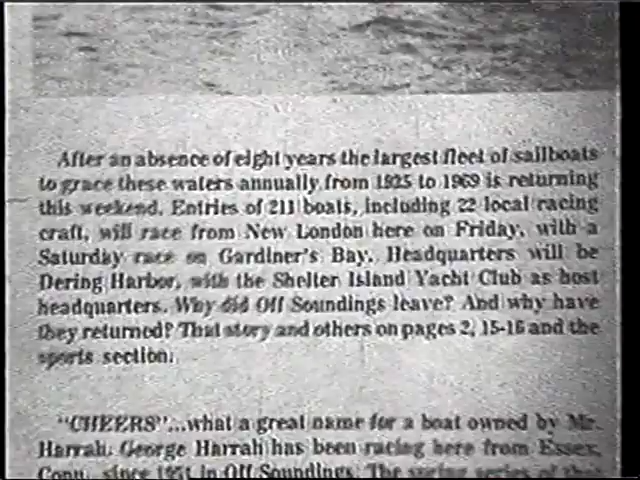 After an absence of eight years the largest fleet of sailboats
to grace these waters annually from 1925 to 1969 is returning
this weekend. Entries of 211 boats, including 22 local racing
craft, will race from New London here on Friday, with a
Saturday race on Gardiner's Bay. Headquarters will be
Dering Harbor, with the Shelter Island Yacht Club as host
headquarters. Why did Off Soundings leave? And why have
they returned? That story and others on pages 2, 15-16 and the
sports section.
"CHEERS"...what a great name for a boat owned by Mr.
Harrah. George Harrah has been racing here from Essex,
Conn. since 1951 in Off Soundings. The spring series of that